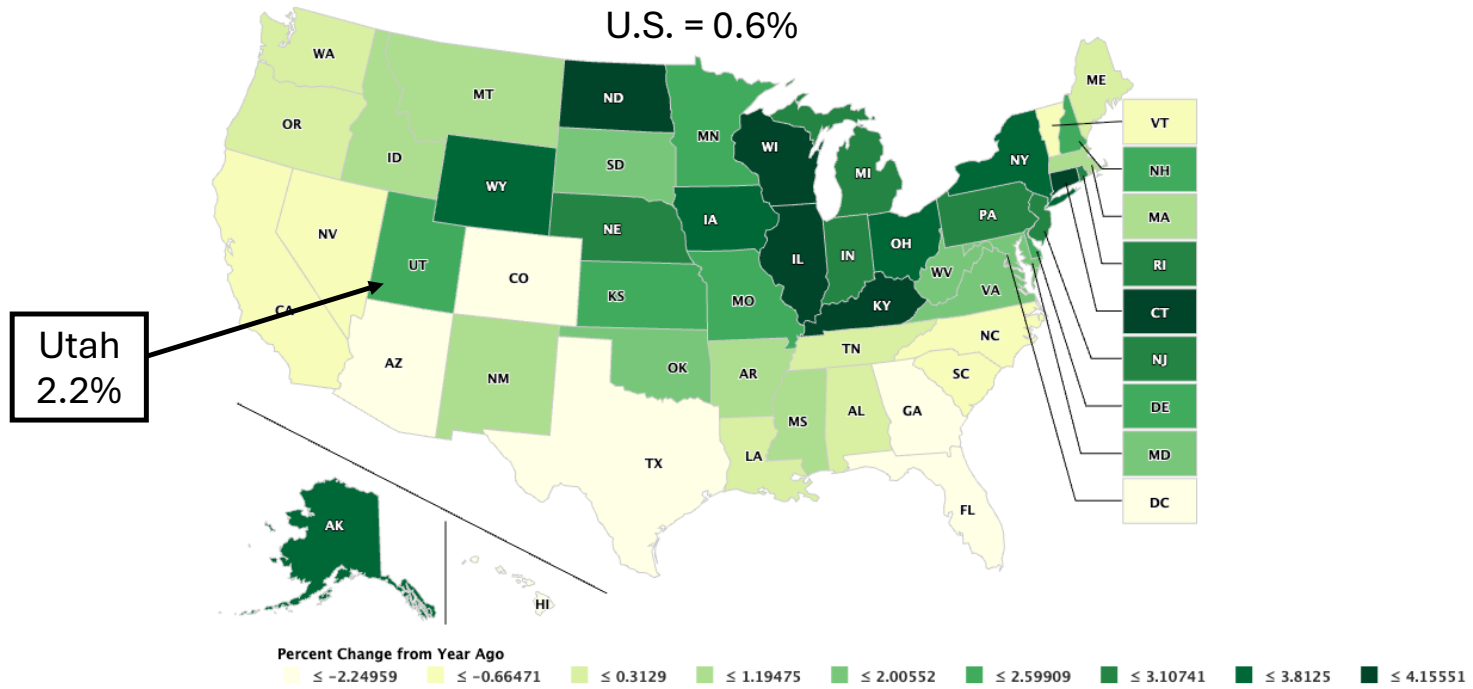 U.S. = 0.6%
WA
MT
ND
MN
ME
OR
ID
SD
WI
MI
NY
VT
NH
MA
RI
CT
NJ
DE
MD
DC
WY
NE
IA
PA
NV
UT
CO
KS
MO
IL
IN
OH
WV
VA
KY
CA
AZ
NM
OK
AR
TN
NC
SC
MS
AL
GA
LA
TX
FL
AK
HI
Utah
2.2%
Percent Change from Year Ago
≤ -2.24959 ≤ -0.66471 ≤ 0.3129 ≤ 1.19475 ≤ 2.00552 ≤ 2.59909 ≤ 3.10741 ≤ 3.8125 ≤ 4.15551